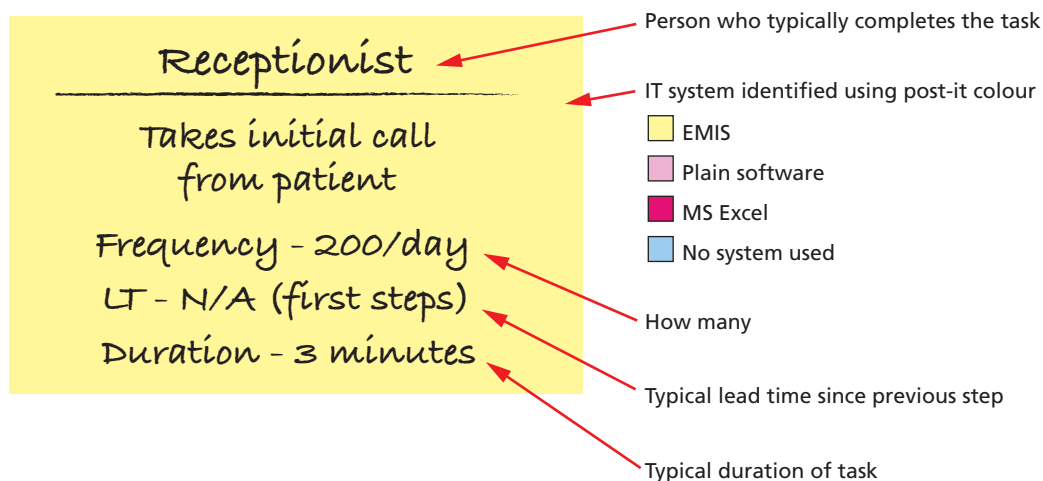 Receptionist
Takes initial call
from patient
Frequency - 200/day
LT - N/A (first steps)
Duration - 3 minutes
Person who typically completes the task
IT system identified using post-it colour
EMIS
Plain software
MS Excel
No system used
How many
Typical lead time since previous step
Typical duration of task